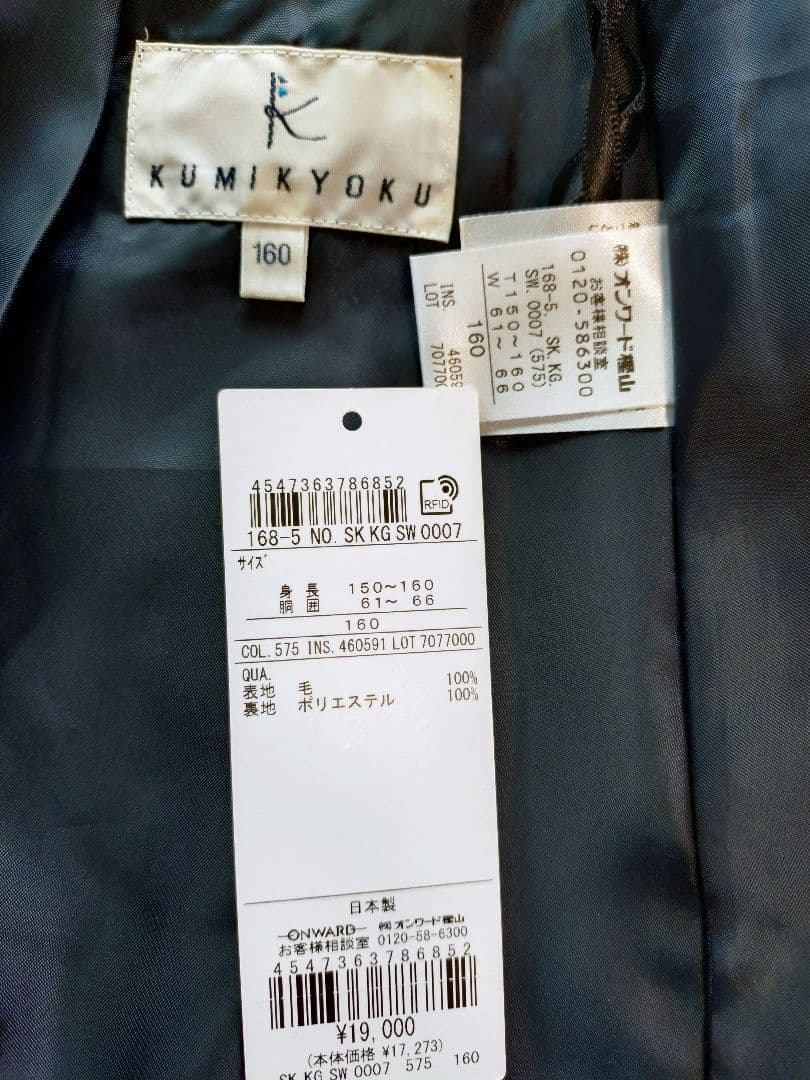 KUMIKYOKU
160
㈱オンワード樫山
お客様相談室
0120-586300
168-5. SK.KG.
SW. 0007 (575)
T 150~160
W 61~ 66
160
INS. 46059
LOT 70770
4547363786852
RFID
168-5 NO. SK KG SW 0007
サイズ
身長 150~160
胴囲 61~ 66
160
COL. 575 INS. 460591 LOT 7077000
QUA.
表地 毛 100%
裏地 ポリエステル 100%
日本製
ONWARD ㈱オンワード樫山
お客様相談室 0120-58-6300
4547363786852
¥19,000
(本体価格 ¥17,273)
SK KG SW 0007 575 160